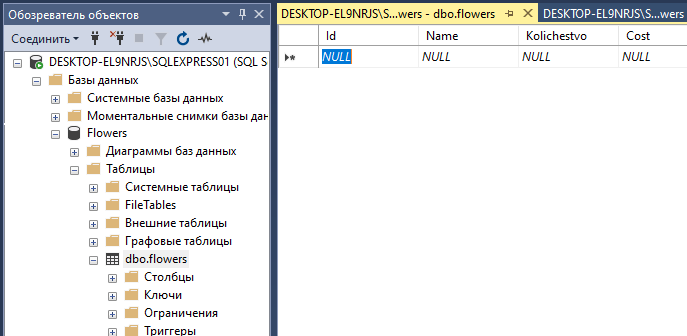 Обозреватель объектов
Соединить
DESKTOP-EL9NRJS\SQLEXPRESS01 (SQL S
Базы данных
Системные базы данных
Моментальные снимки базы дан
Flowers
Диаграммы баз данных
Таблицы
Системные таблицы
FileTables
Внешние таблицы
Графовые таблицы
dbo.flowers
Столбцы
Ключи
Ограничения
Триггеры
DESKTOP-EL9NRJS\S...wers - dbo.flowers
DESKTOP-EL9NRJS\S...wers
Id Name Kolichestvo Cost
NULL NULL NULL NULL